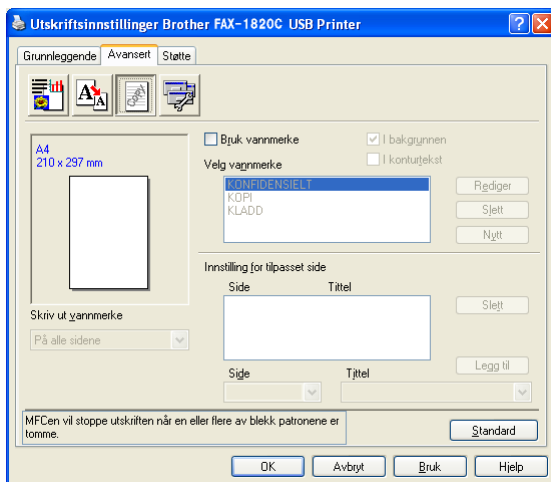 Utskriftsinnstillinger Brother FAX-1820C USB Printer
Grunnleggende Avansert Støtte
A4
210 x 297 mm
Bruk vannmerke
I bakgrunnen
I konturtekst
Velg vannmerke
KONFIDENSIELT
KOPI
KLADD
Rediger
Slett
Nytt
Innstilling for tilpasset side
Side Tittel
Slett
Skriv ut vannmerke
På alle sidene
Legg til
Side Tittel
MFCen vil stoppe utskriften når en eller flere av blekk patronene er
tomme.
Standard
OK Avbryt Bruk Hjelp